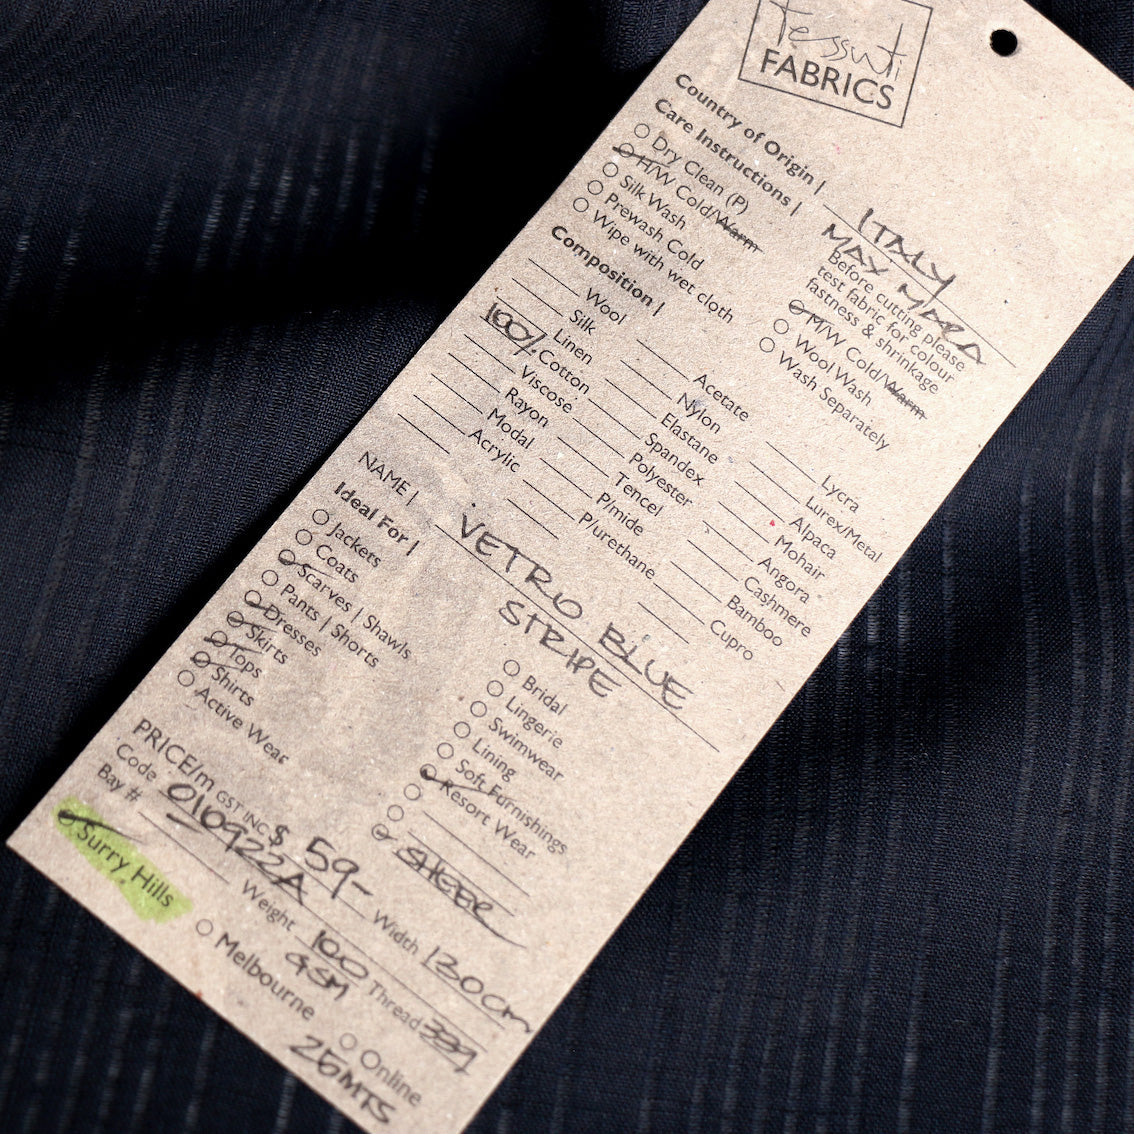 Tessuti
FABRICS
Country of Origin | ITALY
MAX MARA
Care Instructions |
Dry Clean (P)
H/W Cold/Warm
Silk Wash
Prewash Cold
Wipe with wet cloth
Before cutting please
test fabric for colour
fastness & shrinkage
M/W Cold/Warm
Wool Wash
Wash Separately
Composition |
Wool
Silk
Linen
100% Cotton
Viscose
Rayon
Modal
Acrylic
Acetate
Nylon
Elastane
Spandex
Polyester
Tencel
P/mide
P/urethane
Lycra
Lurex/Metal
Alpaca
Mohair
Angora
Cashmere
Bamboo
Cupro
NAME | VETRO BLUE
STRIPE
Ideal For |
Jackets
Coats
Scarves | Shawls
Pants | Shorts
Dresses
Skirts
Tops
Shirts
Active Wear
Bridal
Lingerie
Swimwear
Lining
Soft Furnishings
Resort Wear
SHEER
PRICE/m GST INC $ 59- Width 130cm
Code 010922A Weight 100 GSM Thread
Bay #
Surry Hills
Melbourne
Online
25MTS